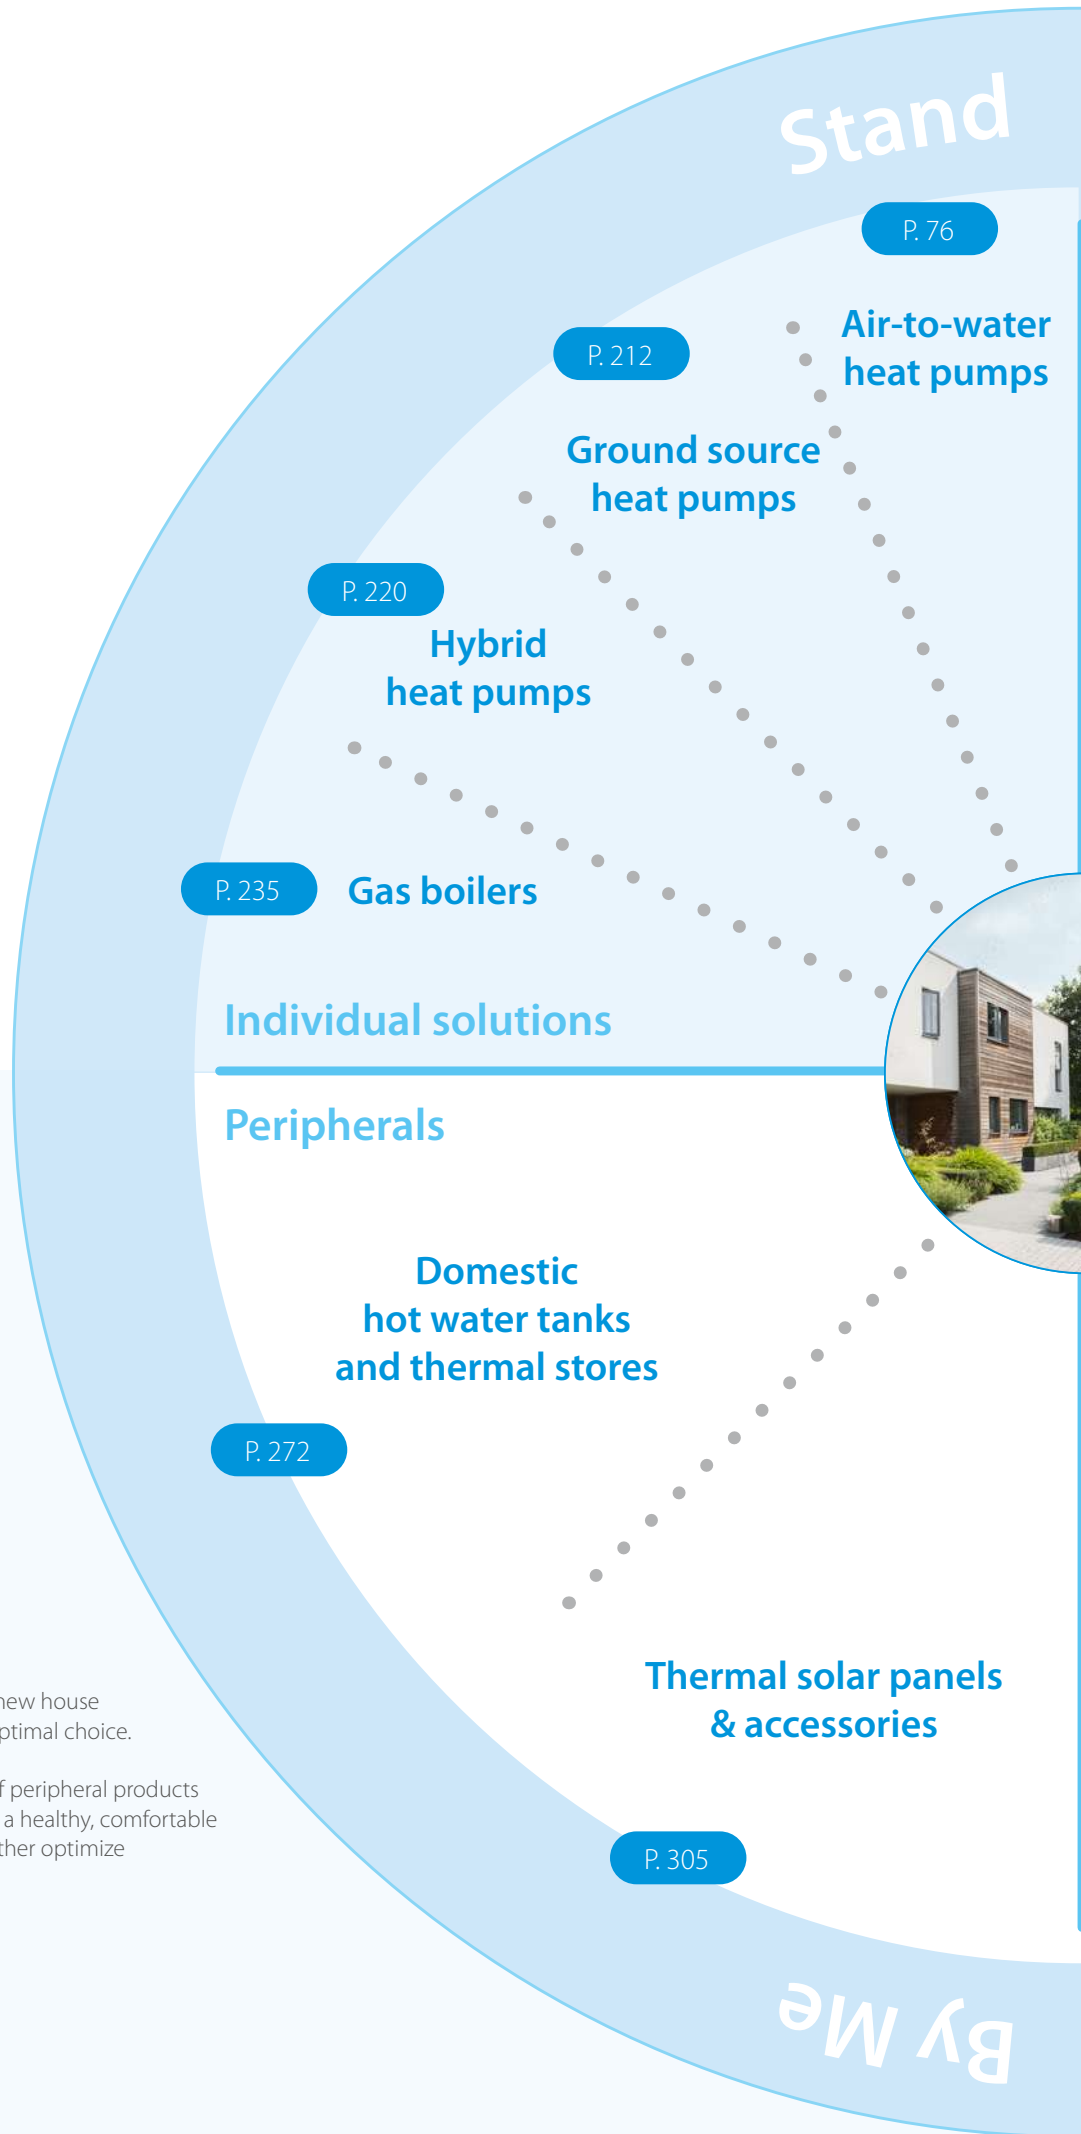 Stand
P. 76
Air-to-water
heat pumps
P. 212
Ground source
heat pumps
P. 220
Hybrid
heat pumps
P. 235
Gas boilers
Individual solutions
Peripherals
Domestic
hot water tanks
and thermal stores
P. 272
Thermal solar panels
& accessories
P. 305
new house
choice.
peripheral products
a healthy, comfortable
optimize
By Me